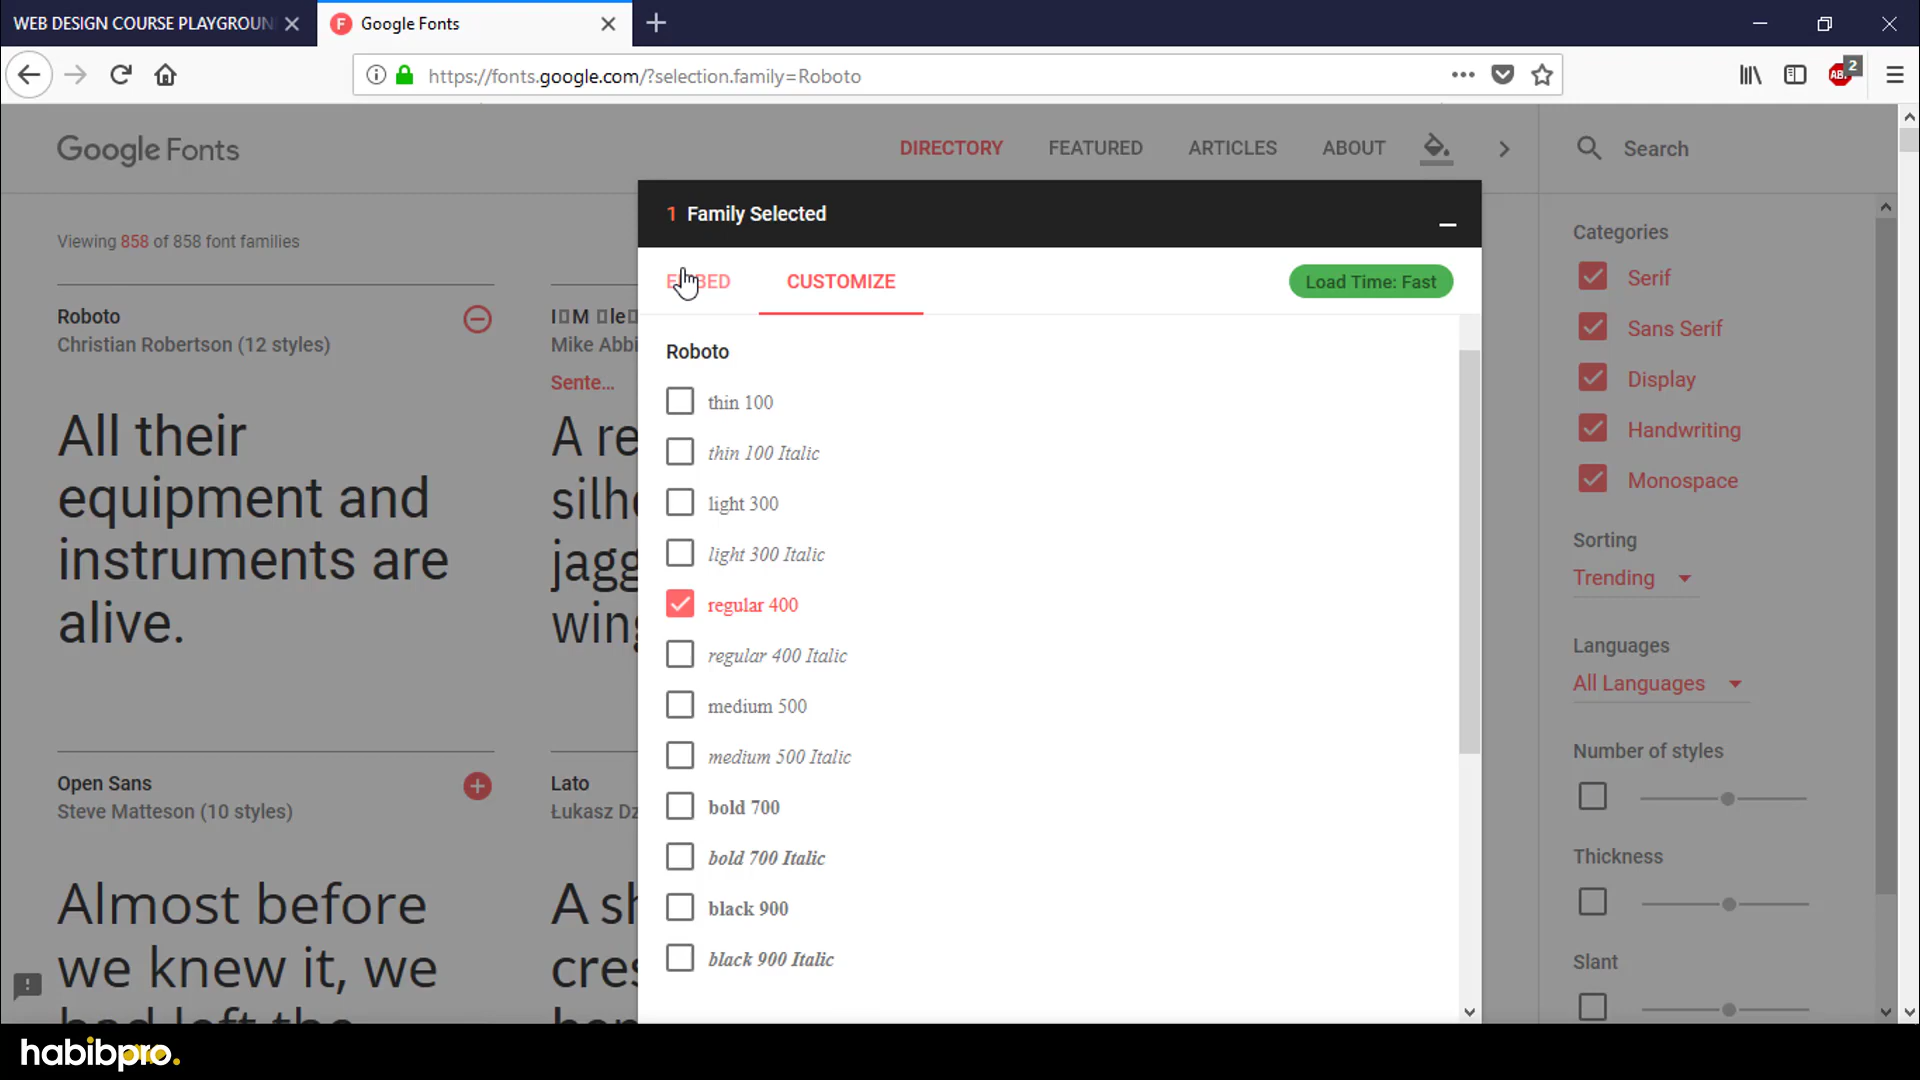 WEB DESIGN COURSE PLAYGROUN
Google Fonts
https://fonts.google.com/?selection.family=Roboto
ABP
2
Google Fonts
DIRECTORY
FEATURED
ARTICLES
ABOUT
Search
Viewing 858 of 858 font families
Roboto
Christian Robertson (12 styles)
All their
equipment and
instruments are
alive.
Mike Abbi
Sente...
A re
silh
jagg
wing
Open Sans
Steve Matteson (10 styles)
Almost before
we knew it, we
had left the
Lato
Łukasz Dz
A sh
cres
1 Family Selected
CUSTOMIZE
Load Time: Fast
Roboto
thin 100
thin 100 Italic
light 300
light 300 Italic
regular 400
regular 400 Italic
medium 500
medium 500 Italic
bold 700
bold 700 Italic
black 900
black 900 Italic
Categories
Serif
Sans Serif
Display
Handwriting
Monospace
Sorting
Trending
Languages
All Languages
Number of styles
Thickness
Slant
habibpro.